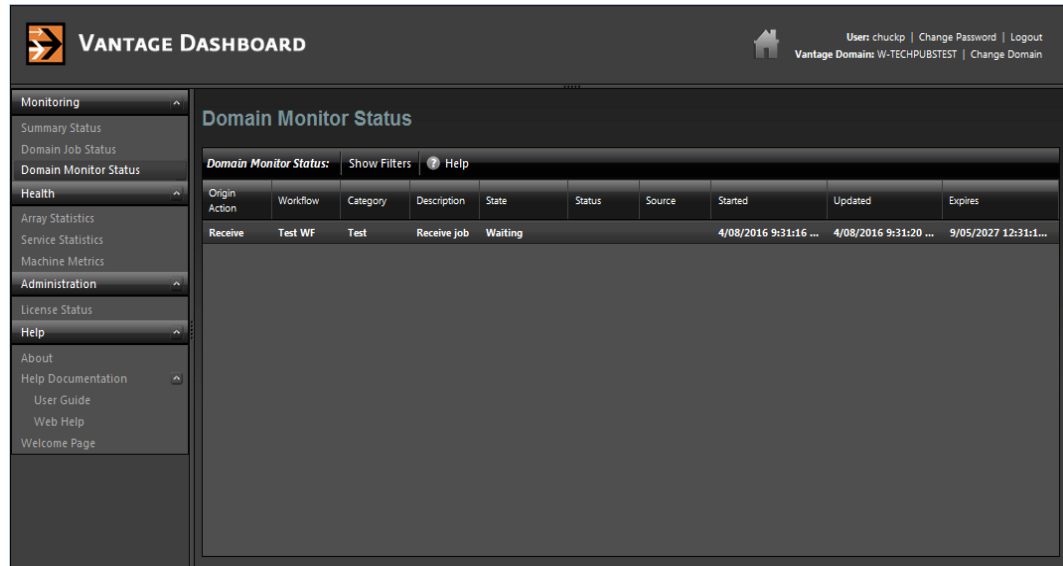 VANTAGE DASHBOARD
User: chuckp | Change Password | Logout
Vantage Domain: W-TECHPUBSTEST | Change Domain
Monitoring
Summary Status
Domain Job Status
Domain Monitor Status
Health
Array Statistics
Service Statistics
Machine Metrics
Administration
License Status
Help
About
Help Documentation
User Guide
Web Help
Welcome Page
Domain Monitor Status
Domain Monitor Status: Show Filters ? Help
Origin Action Workflow Category Description State Status Source Started Updated Expires
Receive Test WF Test Receive job Waiting 4/08/2016 9:31:16 ... 4/08/2016 9:31:20 ... 9/05/2027 12:31:1...